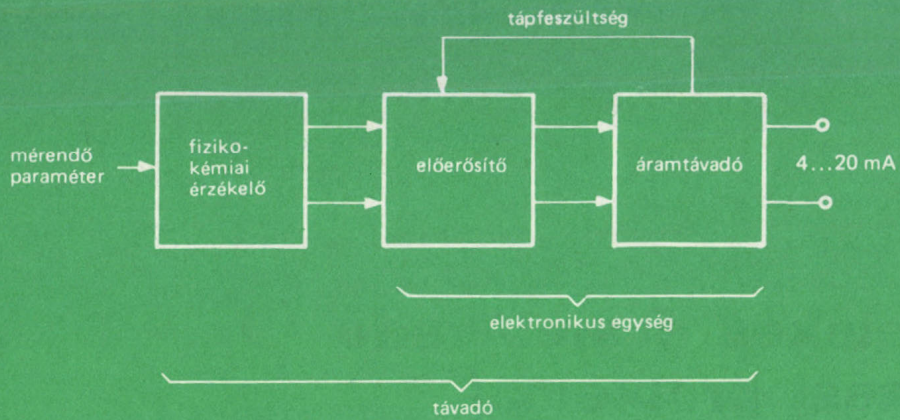 tápfeszültség
mérendő
paraméter
fiziko-
kémiai
érzékelő
előerősítő
áramtávadó
4...20 mA
elektronikus egység
távadó